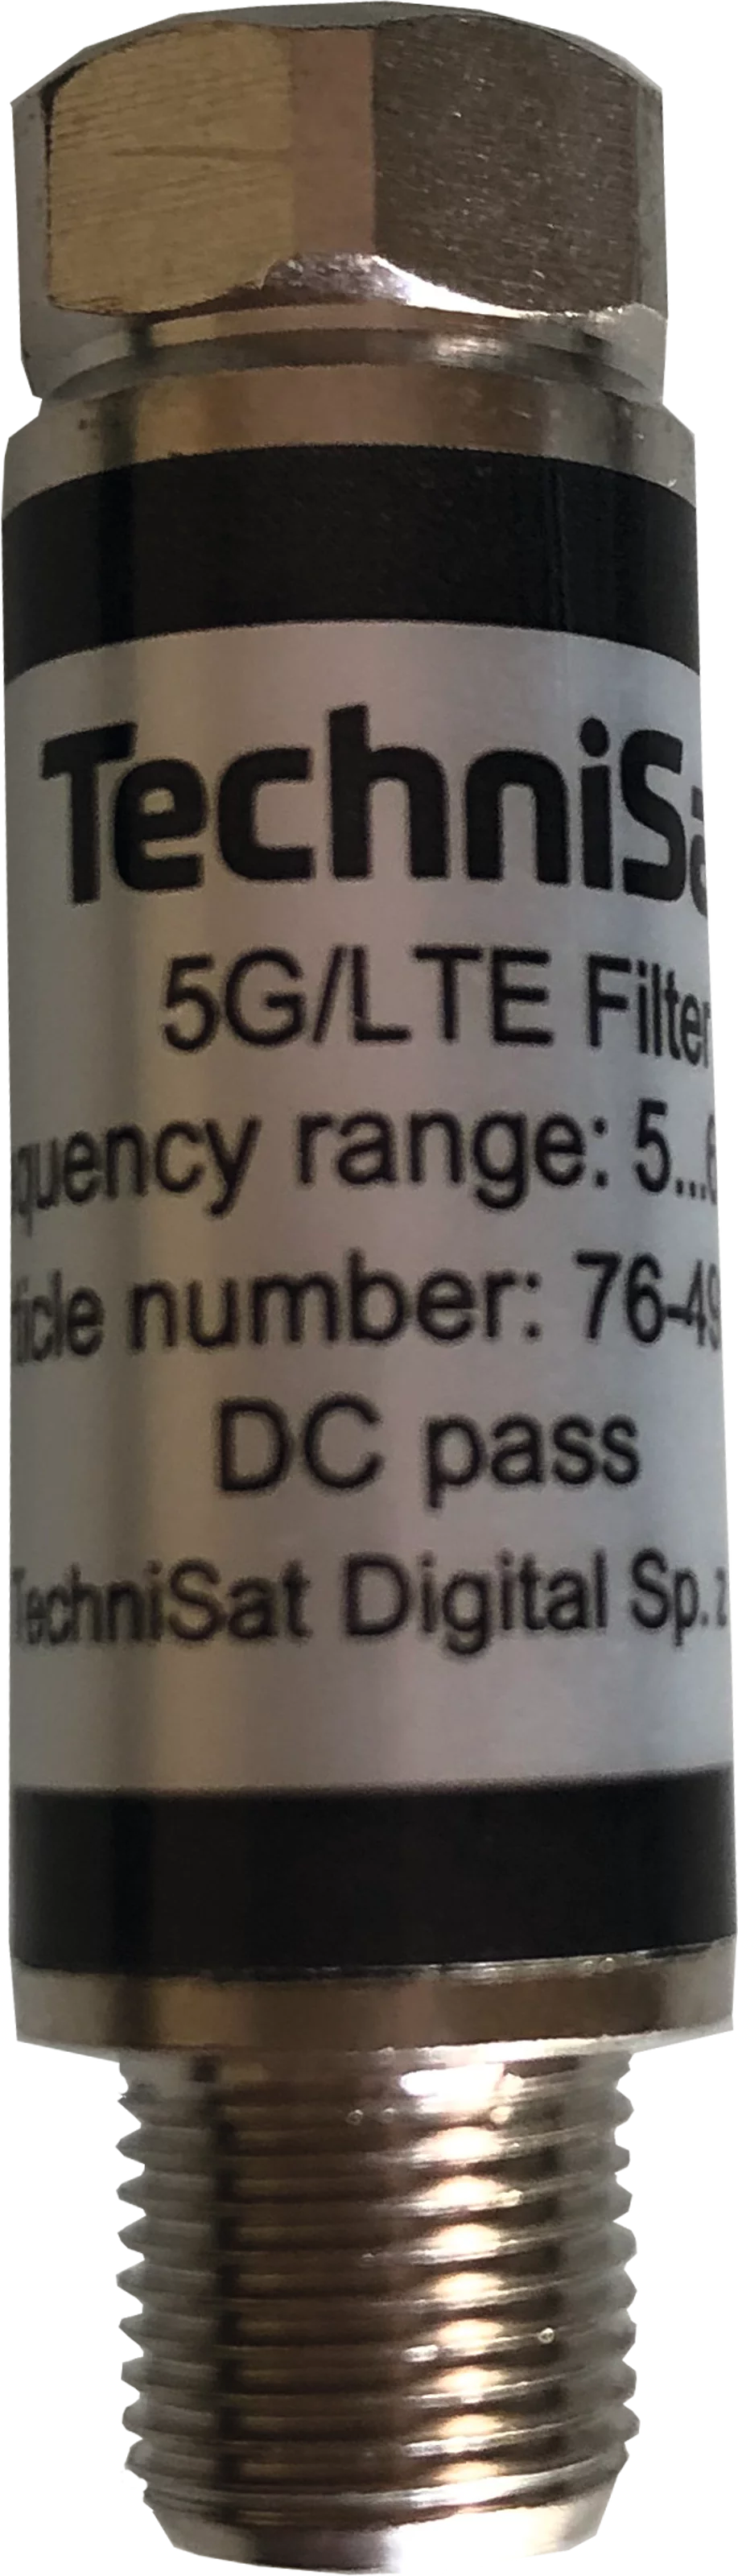 TechniSa
5G/LTE Filter
quency range: 5...6
ticle number: 76-49
DC pass
TechniSat Digital Sp. z